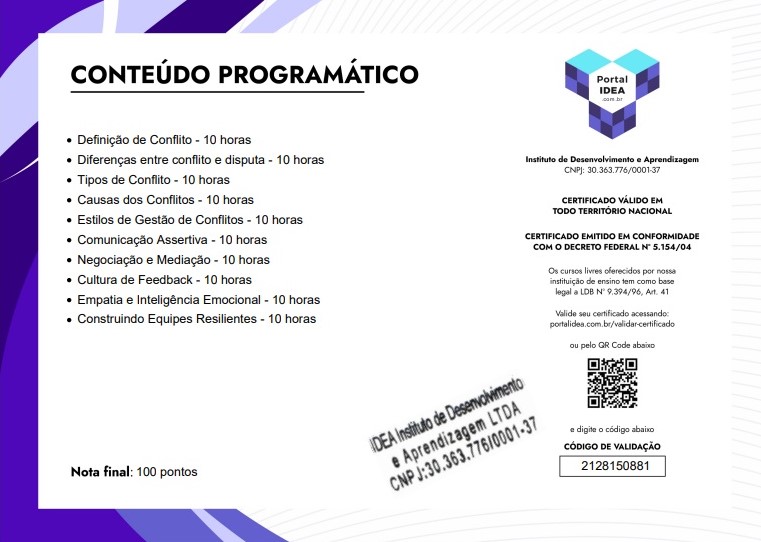 CONTEÚDO PROGRAMÁTICO
• Definição de Conflito - 10 horas
• Diferenças entre conflito e disputa - 10 horas
• Tipos de Conflito - 10 horas
• Causas dos Conflitos - 10 horas
• Estilos de Gestão de Conflitos - 10 horas
• Comunicação Assertiva - 10 horas
• Negociação e Mediação - 10 horas
• Cultura de Feedback - 10 horas
• Empatia e Inteligência Emocional - 10 horas
• Construindo Equipes Resilientes - 10 horas
Nota final: 100 pontos
IDEA Instituto de Desenvolvimento
e Aprendizagem LTDA
CNPJ:30.363.776/0001-37
Portal
IDEA
.com.br
Instituto de Desenvolvimento e Aprendizagem
CNPJ: 30.363.776/0001-37
CERTIFICADO VÁLIDO EM
TODO TERRITÓRIO NACIONAL
CERTIFICADO EMITIDO EM CONFORMIDADE
COM O DECRETO FEDERAL N° 5.154/04
Os cursos livres oferecidos por nossa
instituição de ensino tem como base
legal a LDB N° 9.394/96, Art. 41
Valide seu certificado acessando:
portalidea.com.br/validar-certificado
ou pelo QR Code abaixo
e digite o código abaixo
CÓDIGO DE VALIDAÇÃO
2128150881